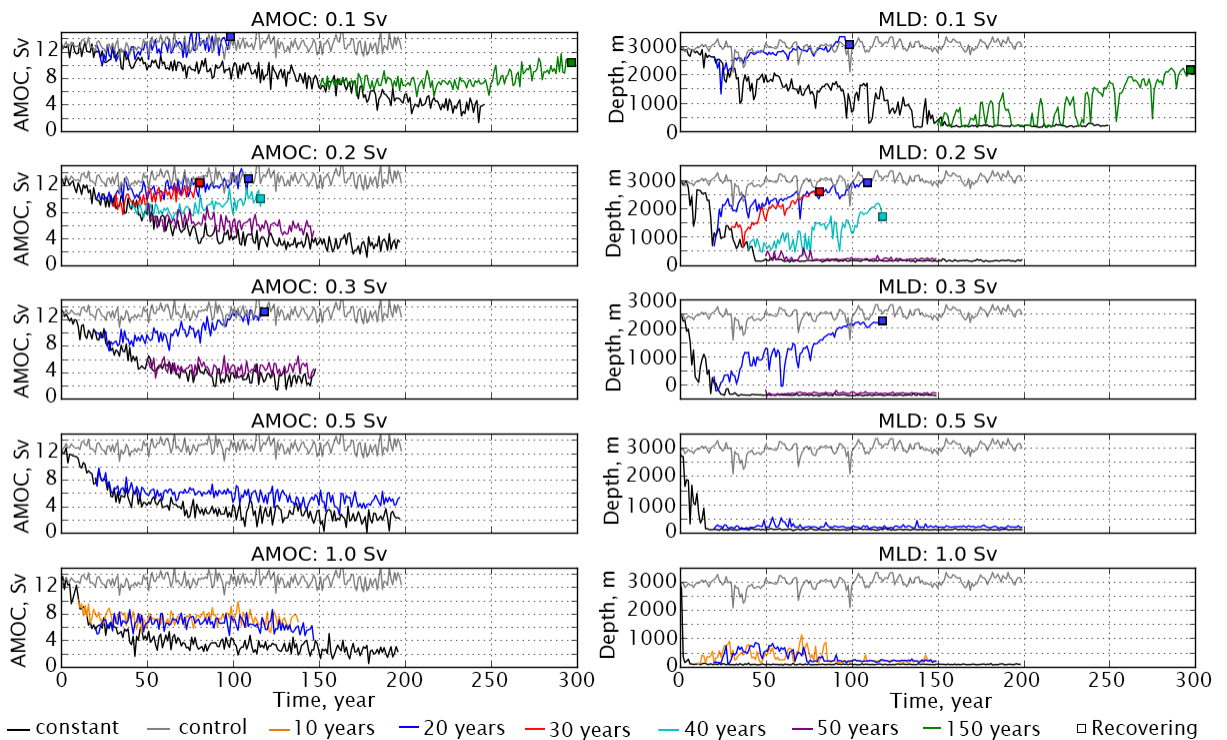 AMOC: 0.1 Sv
AMOC, Sv
12
8
4
0
MLD: 0.1 Sv
Depth, m
3000
2000
1000
0
AMOC: 0.2 Sv
AMOC, Sv
12
8
4
0
MLD: 0.2 Sv
Depth, m
3000
2000
1000
0
AMOC: 0.3 Sv
AMOC, Sv
12
8
4
0
MLD: 0.3 Sv
Depth, m
3000
2000
1000
0
AMOC: 0.5 Sv
AMOC, Sv
12
8
4
0
MLD: 0.5 Sv
Depth, m
3000
2000
1000
0
AMOC: 1.0 Sv
AMOC, Sv
12
8
4
0
0 50 100 150 200 250 300
Time, year
MLD: 1.0 Sv
Depth, m
3000
2000
1000
0
0 50 100 150 200 250 300
Time, year
constant control 10 years 20 years 30 years 40 years 50 years 150 years Recovering